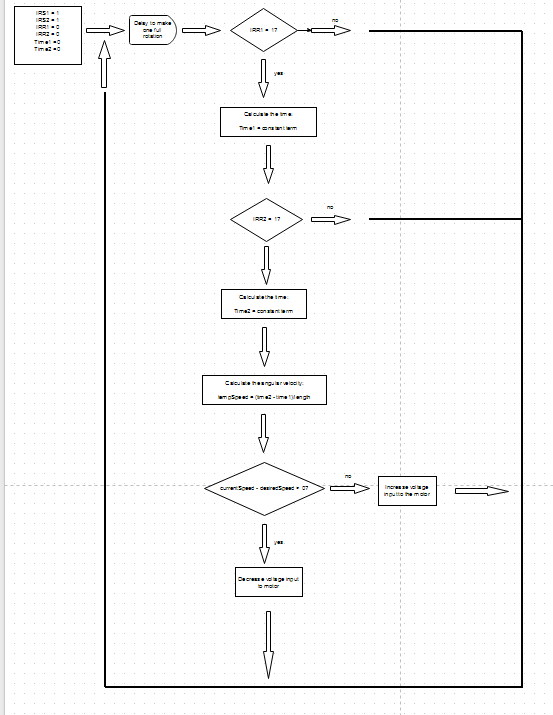 IRS1 = 1
IRS2 = 1
IRR1 = 0
IRR2 = 0
Time1 =0
Time2 =0
Delay to make
one full
rotation
IRR1 = 1?
no
yes
Calculate the time:
Time1 = constant term
IRR2 = 1?
no
Calculate the time:
Time2 = constant term
Calculate the angular velocity:
tempSpeed = (time2 - time1)/length
currentSpeed - desiredSpeed > 0?
no
Increase voltage
input to the motor
yes
Decrease voltage input
to motor